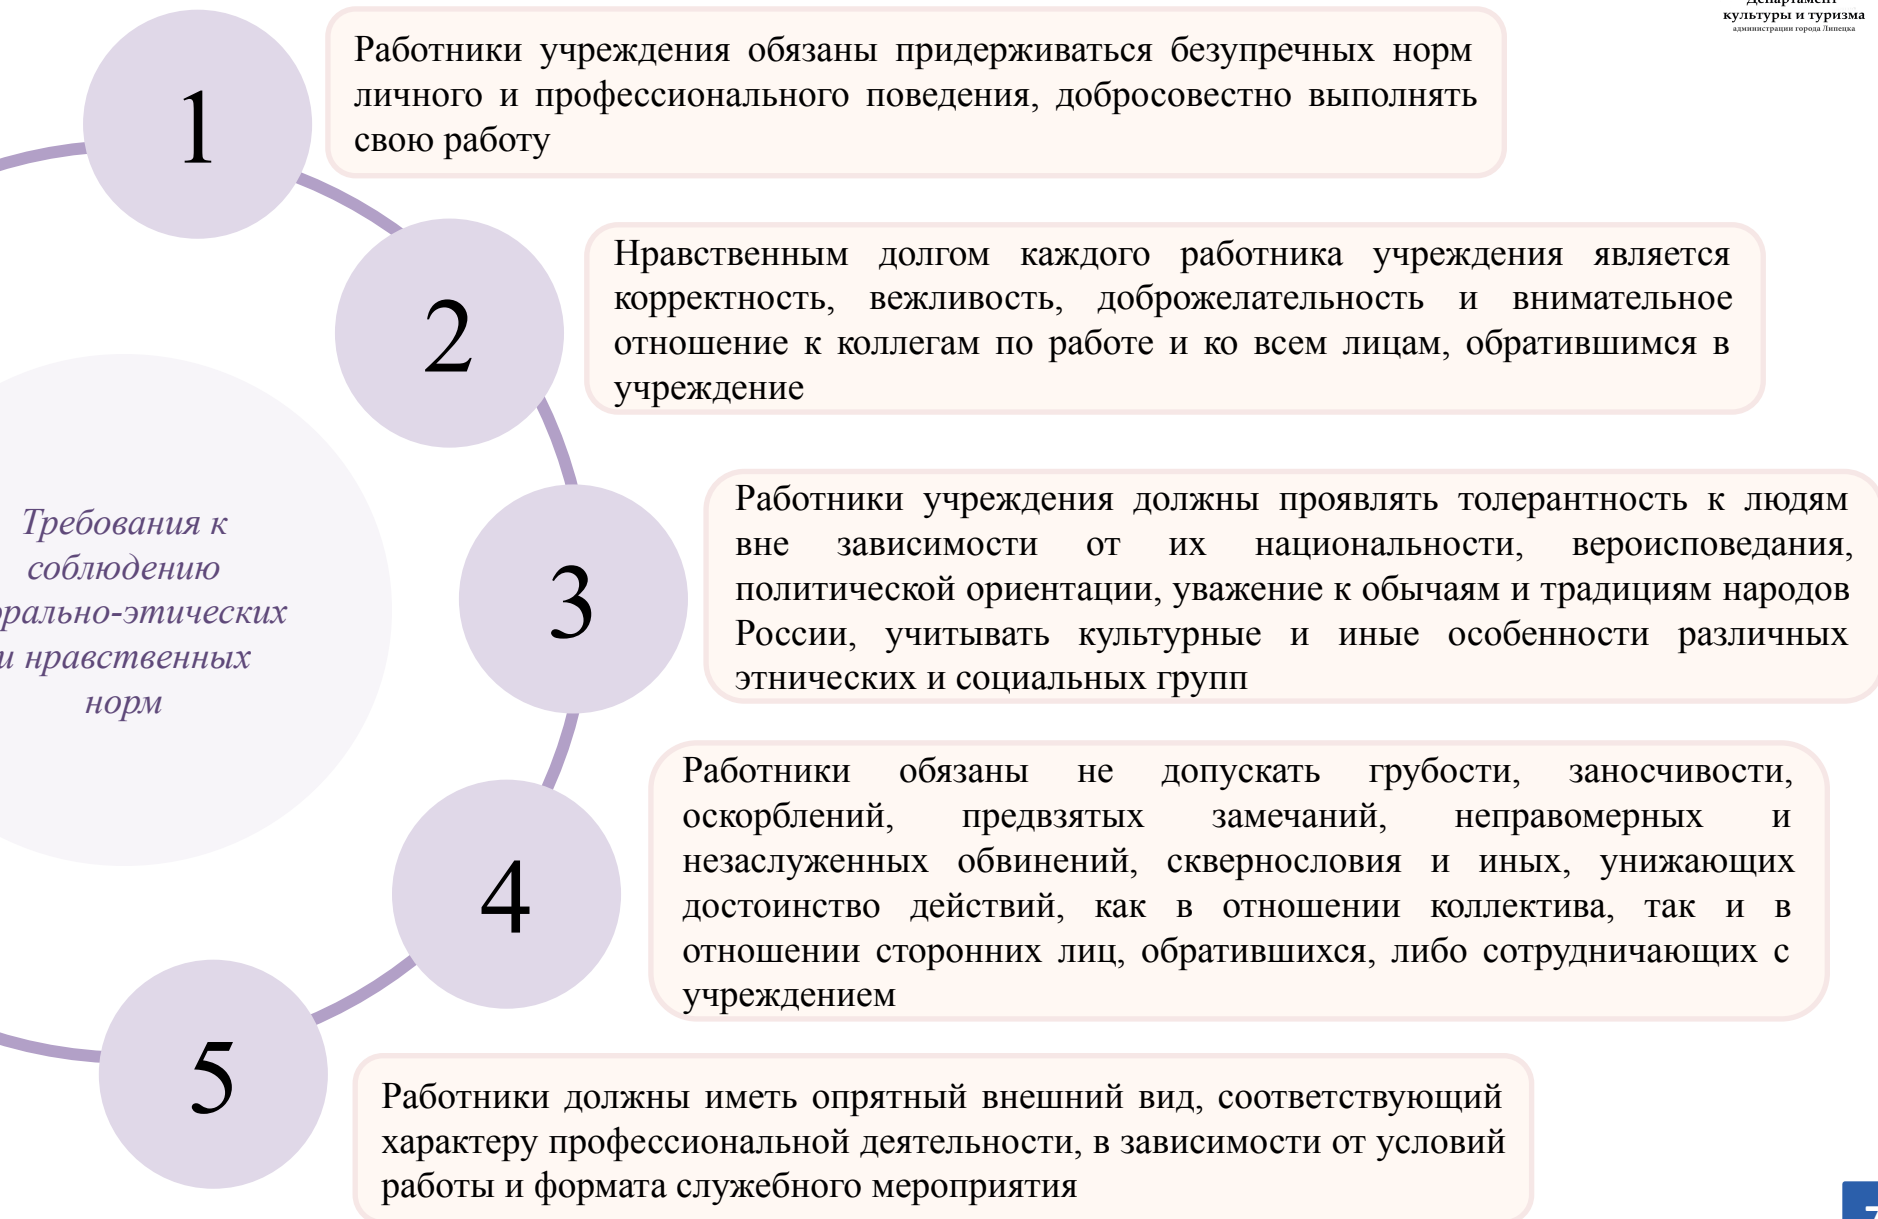 культуры и туризма
администрации города Липецка
1
Работники учреждения обязаны придерживаться безупречных норм
личного и профессионального поведения, добросовестно выполнять
свою работу
2
Нравственным долгом каждого работника учреждения является
корректность, вежливость, доброжелательность и внимательное
отношение к коллегам по работе и ко всем лицам, обратившимся в
учреждение
Требования к
соблюдению
орально-этических
и нравственных
норм
3
Работники учреждения должны проявлять толерантность к людям
вне зависимости от их национальности, вероисповедания,
политической ориентации, уважение к обычаям и традициям народов
России, учитывать культурные и иные особенности различных
этнических и социальных групп
4
Работники обязаны не допускать грубости, заносчивости,
оскорблений, предвзятых замечаний, неправомерных и
незаслуженных обвинений, сквернословия и иных, унижающих
достоинство действий, как в отношении коллектива, так и в
отношении сторонних лиц, обратившихся, либо сотрудничающих с
учреждением
5
Работники должны иметь опрятный внешний вид, соответствующий
характеру профессиональной деятельности, в зависимости от условий
работы и формата служебного мероприятия